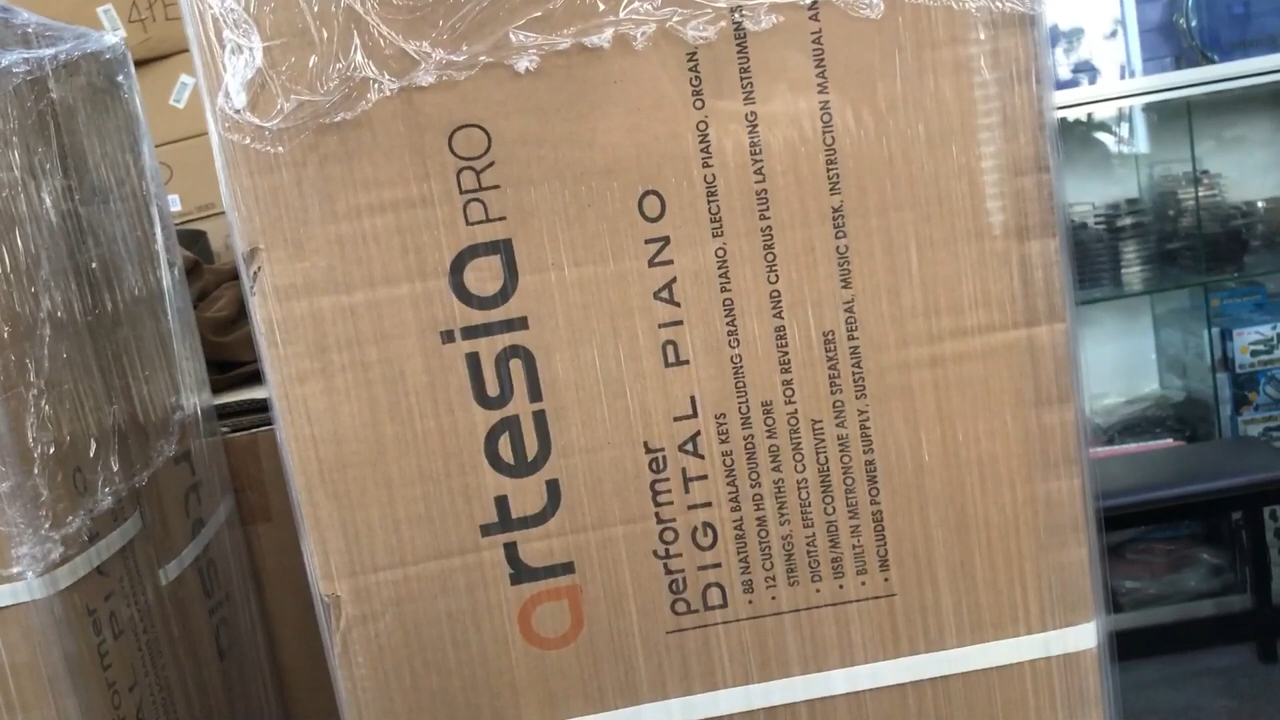 artesia PRO
performer
DIGITAL PIANO
• 88 NATURAL BALANCE KEYS
• 12 CUSTOM HD SOUNDS INCLUDING GRAND PIANO, ELECTRIC PIANO, ORGAN,
STRINGS, SYNTHS AND MORE
• DIGITAL EFFECTS CONTROL FOR REVERB AND CHORUS PLUS LAYERING INSTRUMENTS
• USB/MIDI CONNECTIVITY
• BUILT-IN METRONOME AND SPEAKERS
• INCLUDES POWER SUPPLY, SUSTAIN PEDAL, MUSIC DESK, INSTRUCTION MANUAL AN